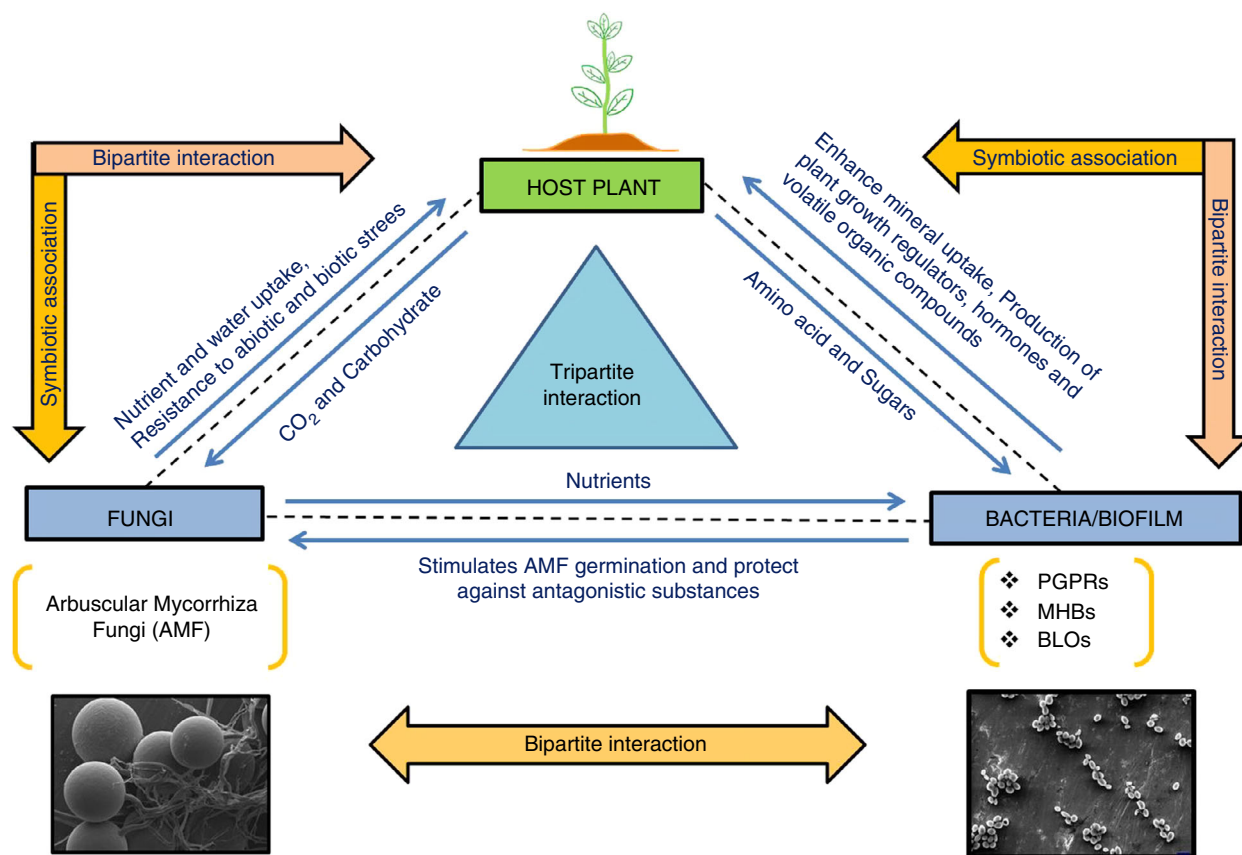 Bipartite interaction
HOST PLANT
Symbiotic association
Symbiotic association
Bipartite interaction
Nutrient and water uptake,
Resistance to abiotic and biotic strees
CO₂ and Carbohydrate
Tripartite
interaction
Amino acid and Sugars
Enhance mineral uptake, Production of
plant growth regulators, hormones and
volatile organic compounds
FUNGI
Nutrients
BACTERIA/BIOFILM
Stimulates AMF germination and protect
against antagonistic substances
Arbuscular Mycorrhiza
Fungi (AMF)
❖ PGPRs
❖ MHBs
❖ BLOs
Bipartite interaction